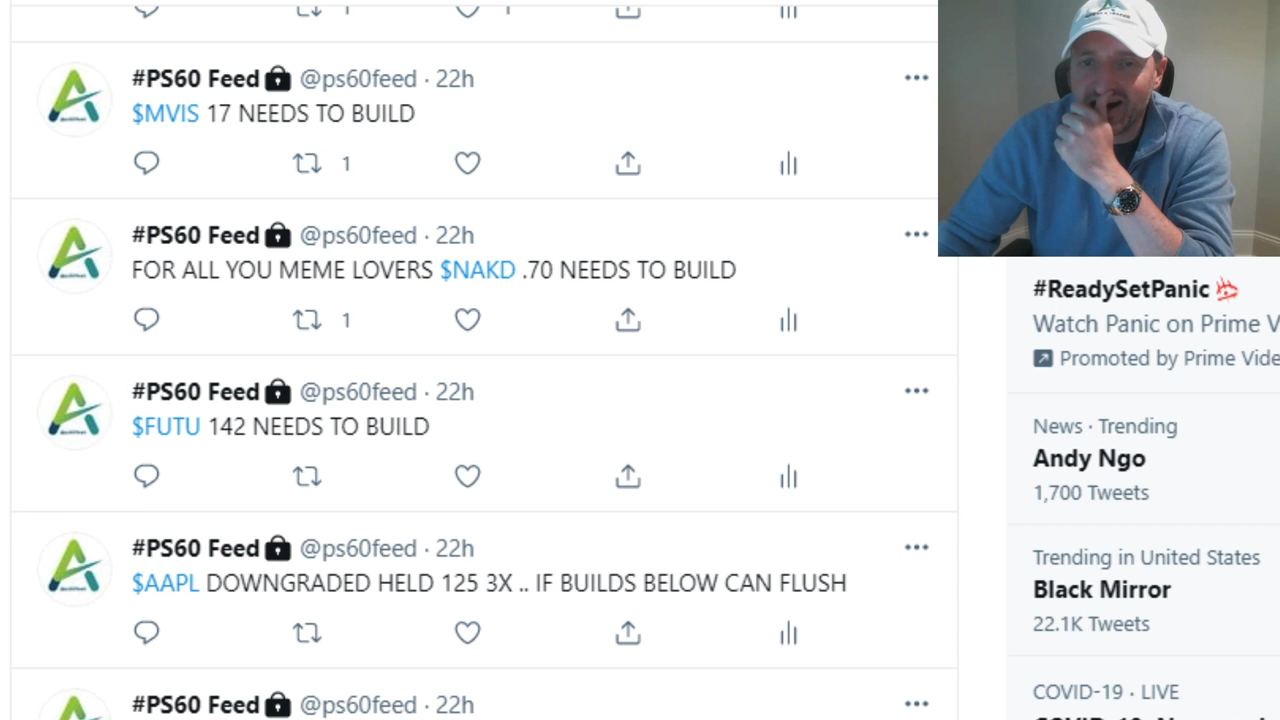 1
1
#PS60 Feed @ps60feed · 22h
$MVIS 17 NEEDS TO BUILD
1
#PS60 Feed @ps60feed · 22h
FOR ALL YOU MEME LOVERS $NAKD .70 NEEDS TO BUILD
1
#PS60 Feed @ps60feed · 22h
$FUTU 142 NEEDS TO BUILD
#PS60 Feed @ps60feed · 22h
$AAPL DOWNGRADED HELD 125 3X .. IF BUILDS BELOW CAN FLUSH
#PS60 Feed @ps60feed · 22h
#ReadySetPanic
Watch Panic on Prime V
Promoted by Prime Vide
News · Trending
Andy Ngo
1,700 Tweets
Trending in United States
Black Mirror
22.1K Tweets
COVID-19 · LIVE